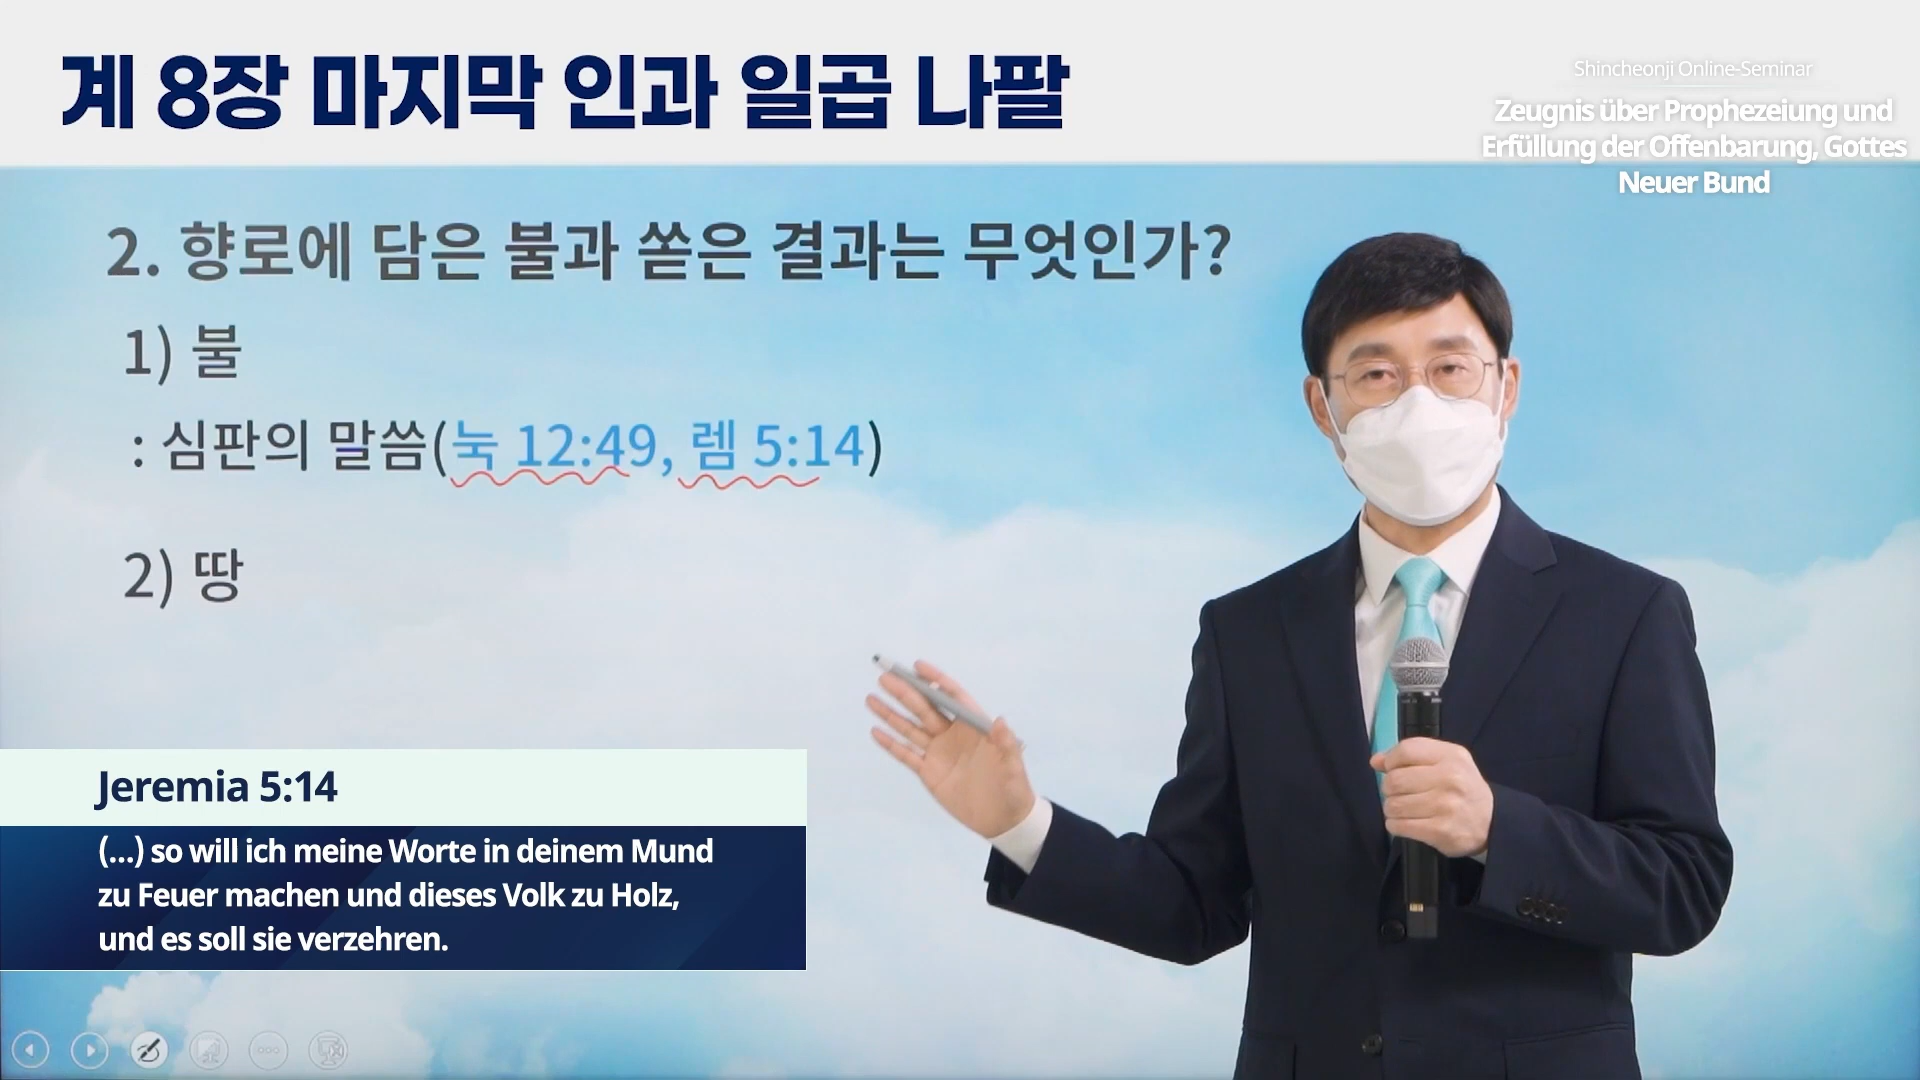 계 8장 마지막 인과 일곱 나팔
Shincheonji Online-Seminar
Zeugnis über Prophezeiung und
Erfüllung der Offenbarung, Gottes
Neuer Bund
2. 향로에 담은 불과 쏟은 결과는 무엇인가?
1) 불
: 심판의 말씀(눅 12:49, 렘 5:14)
2) 땅
Jeremia 5:14
(...) so will ich meine Worte in deinem Mund
zu Feuer machen und dieses Volk zu Holz,
und es soll sie verzehren.